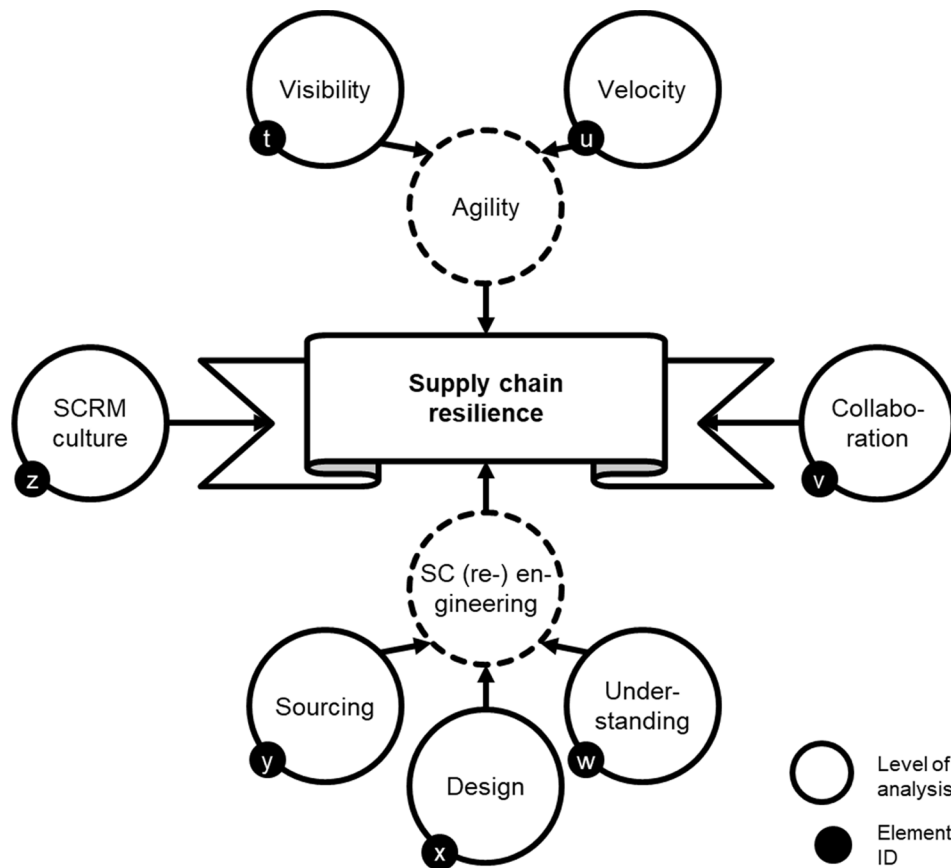 Visibility
t
Velocity
u
Agility
Supply chain
resilience
SCRM
culture
z
Collabo-
ration
v
SC (re-) en-
gineering
Sourcing
y
Design
x
Under-
standing
w
Level of
analysis
Element
ID